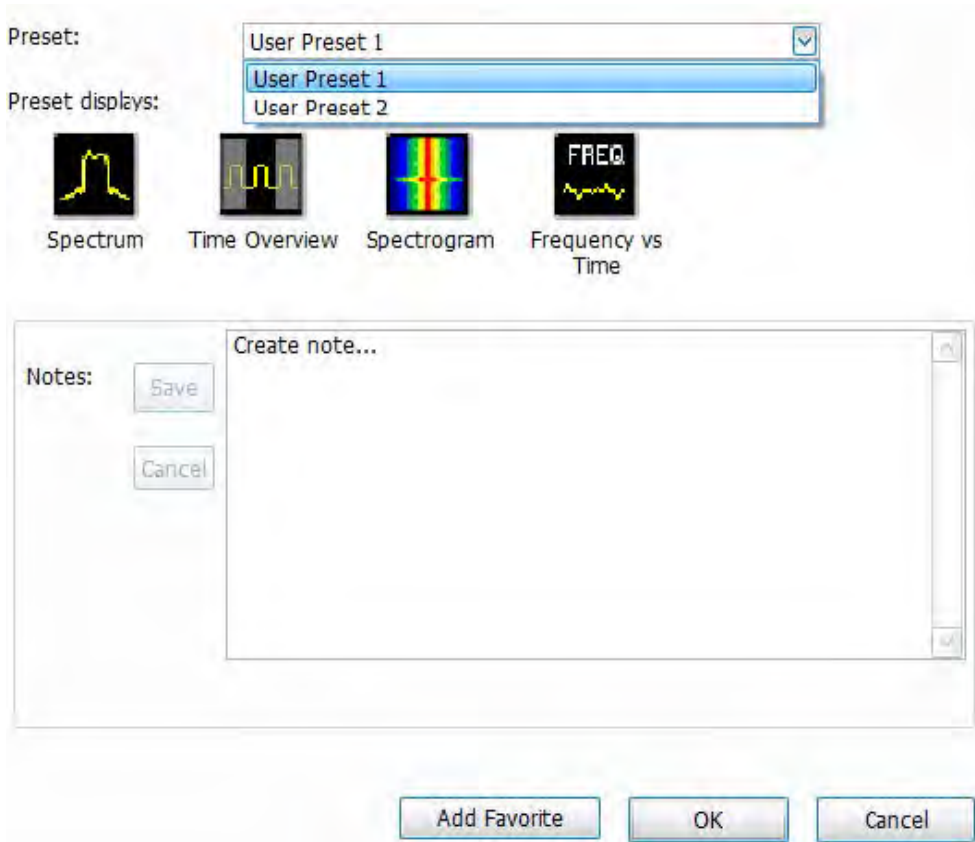 Preset:
User Preset 1
User Preset 1
User Preset 2
Preset displays:
FREQ
Spectrum
Time Overview
Spectrogram
Frequency vs
Time
Notes:
Save
Cancel
Create note...
Add Favorite
OK
Cancel